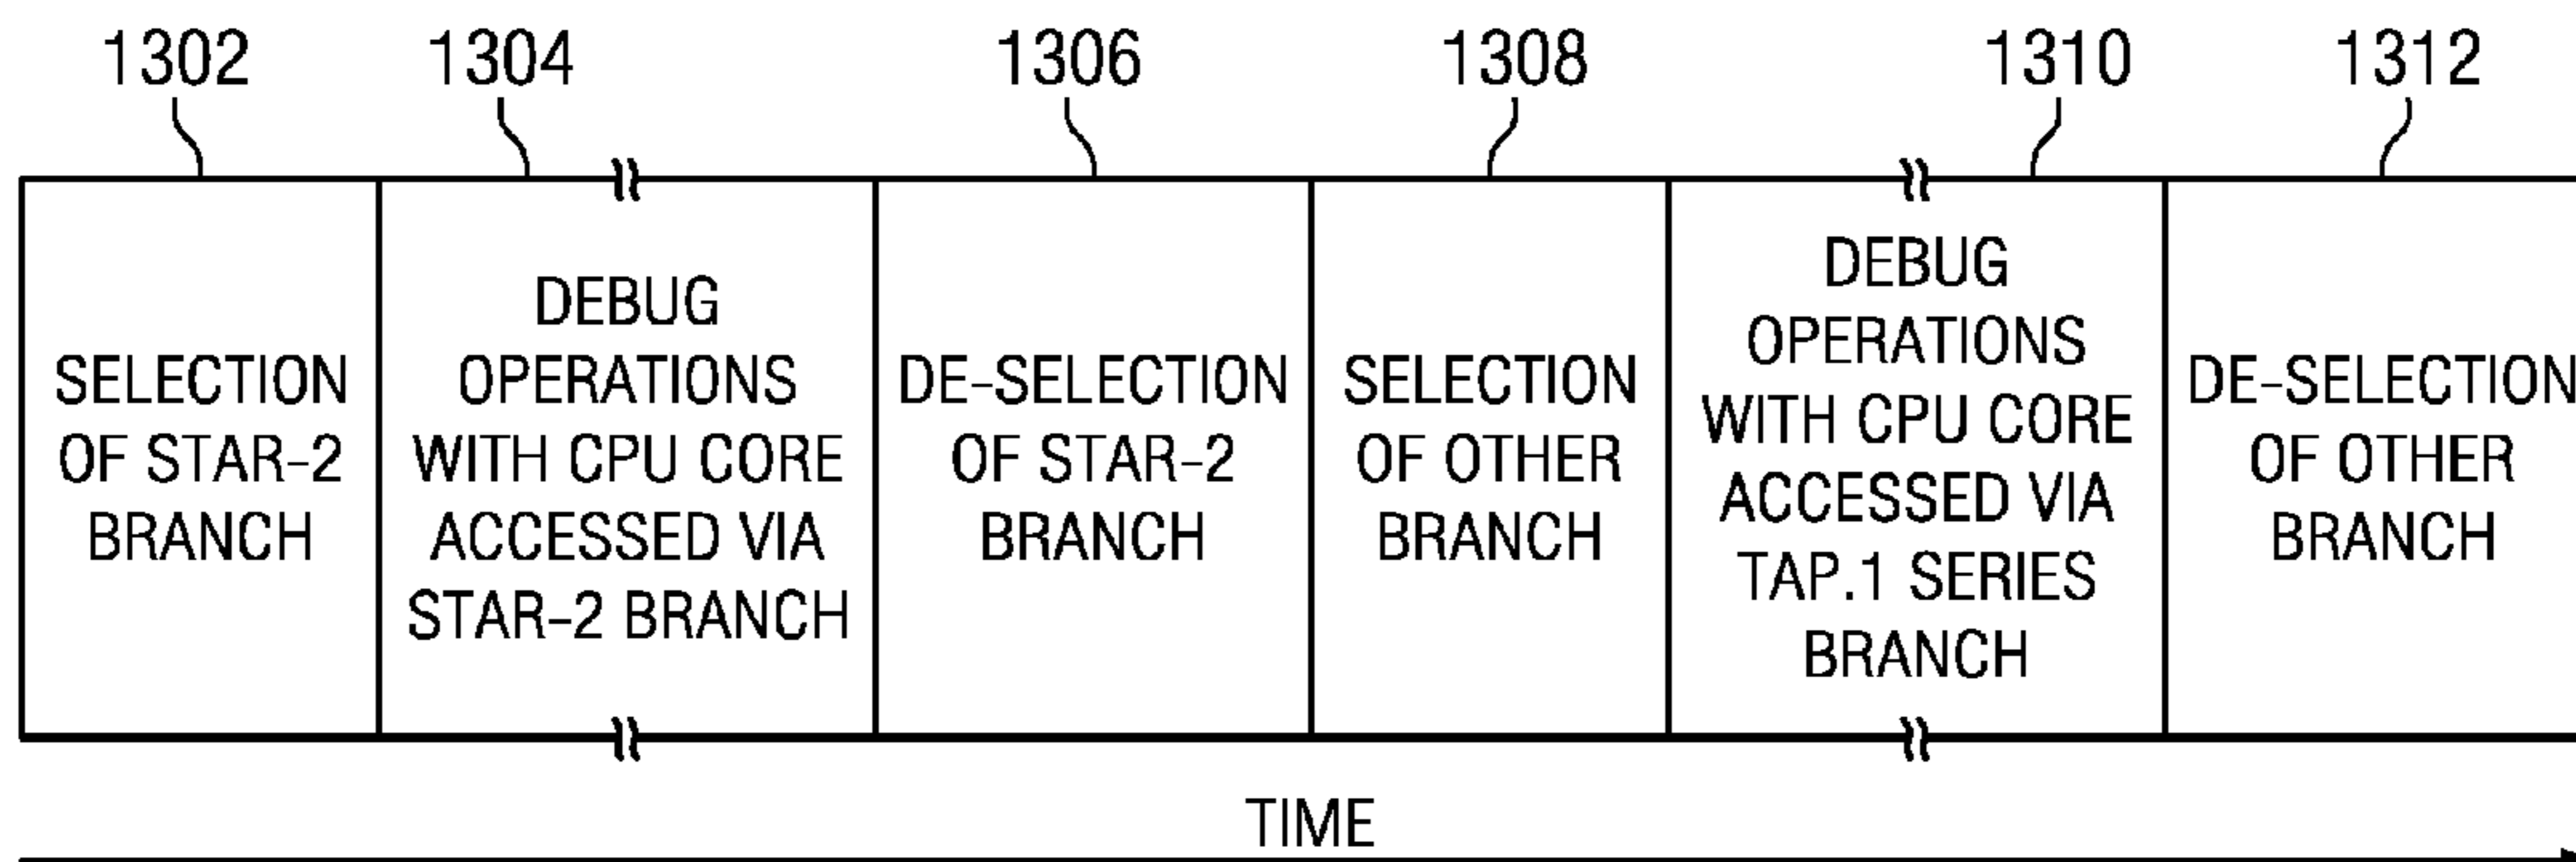 1302 1304 1306 1308 1310 1312
SELECTION
OF STAR-2
BRANCH
DEBUG
OPERATIONS
WITH CPU CORE
ACCESSED VIA
STAR-2 BRANCH
DE-SELECTION
OF STAR-2
BRANCH
SELECTION
OF OTHER
BRANCH
DEBUG
OPERATIONS
WITH CPU CORE
ACCESSED VIA
TAP.1 SERIES
BRANCH
DE-SELECTION
OF OTHER
BRANCH
TIME